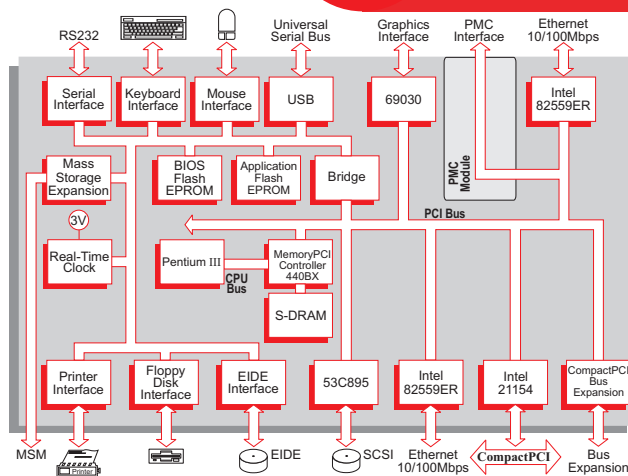 RS232
Universal
Serial Bus
Graphics
Interface
PMC
Interface
Ethernet
10/100Mbps
Serial
Interface
Keyboard
Interface
Mouse
Interface
USB
69030
Intel
82559ER
Mass
Storage
Expansion
BIOS
Flash
EPROM
Application
Flash
EPROM
Bridge
PMC
Module
PCI Bus
3V
Real-Time
Clock
Pentium III
CPU
Bus
MemoryPCI
Controller
440BX
S-DRAM
Printer
Interface
Floppy
Disk
Interface
EIDE
Interface
53C895
Intel
82559ER
Intel
21154
CompactPCI
Bus
Expansion
MSM
Printer
EIDE
SCSI
Ethernet
10/100Mbps
CompactPCI
Bus
Expansion